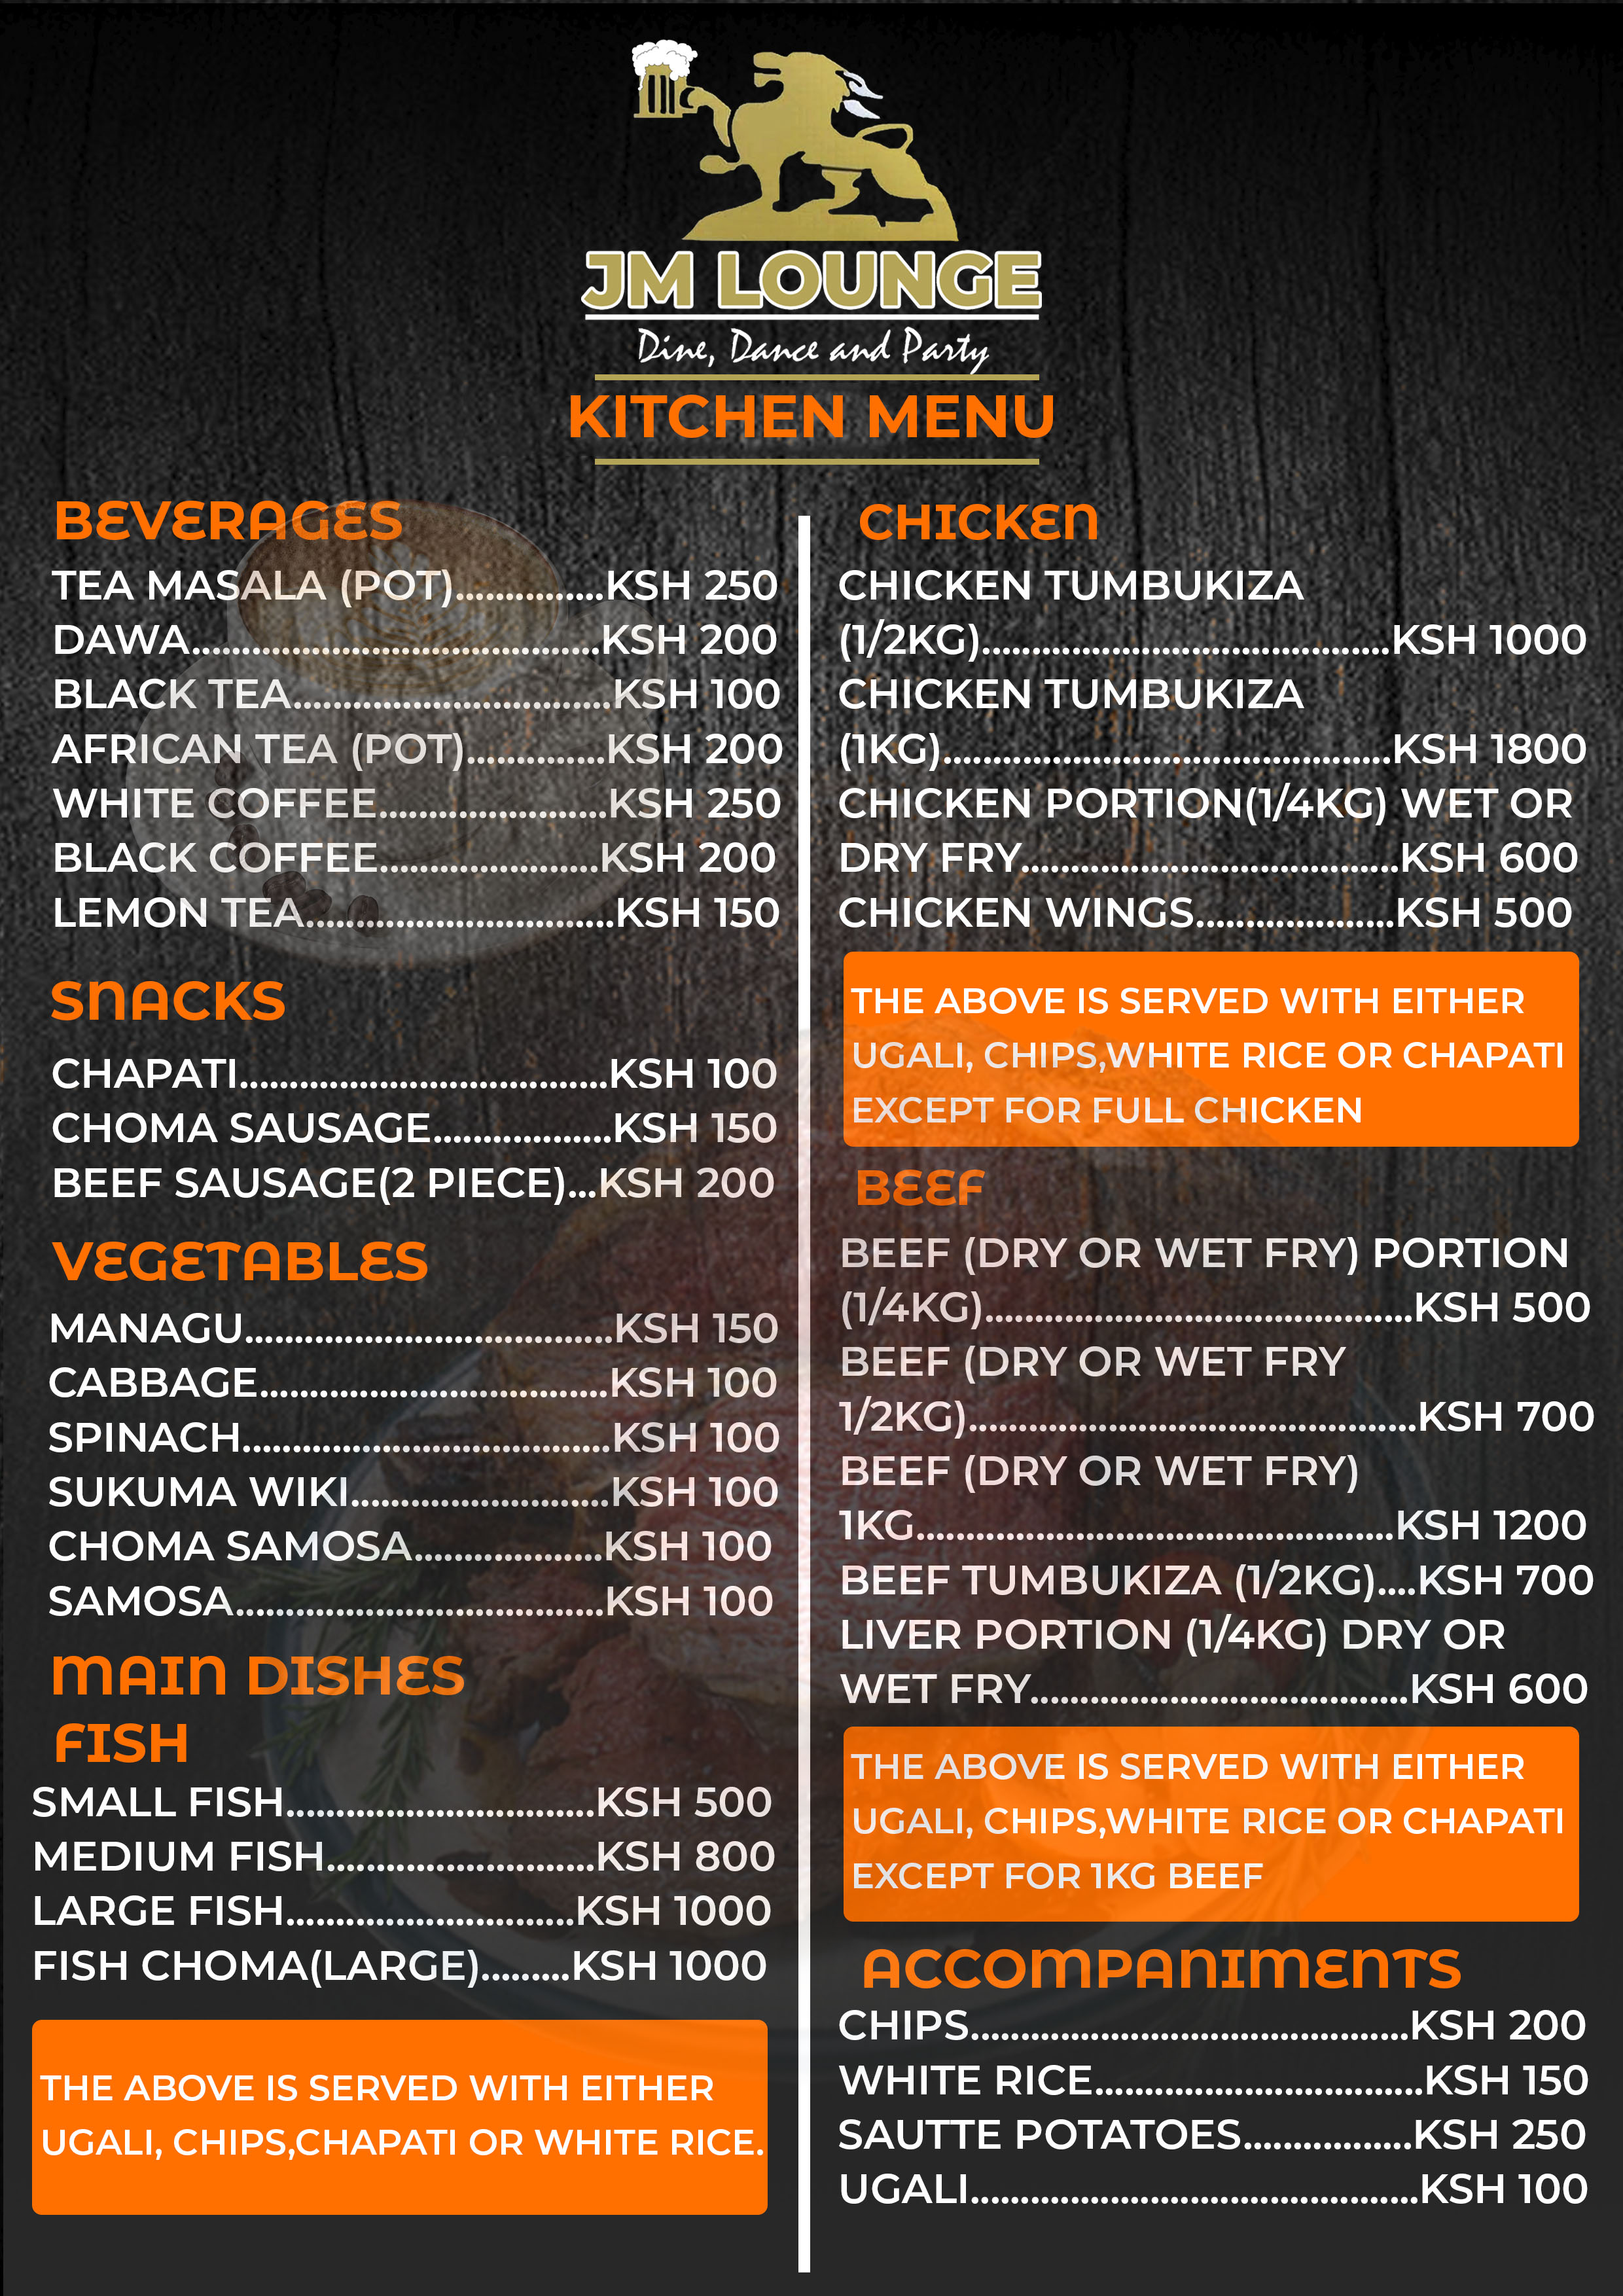 JM LOUNGE
Dine, Dance and Party
KITCHEN MENU
BEVERAGES
TEA MASALA (POT)...............KSH 250
DAWA.........................................KSH 200
BLACK TEA................................KSH 100
AFRICAN TEA (POT)..............KSH 200
WHITE COFFEE.......................KSH 250
BLACK COFFEE......................KSH 200
LEMON TEA...............................KSH 150
SNACKS
CHAPATI.....................................KSH 100
CHOMA SAUSAGE..................KSH 150
BEEF SAUSAGE(2 PIECE)...KSH 200
VEGETABLES
MANAGU.....................................KSH 150
CABBAGE...................................KSH 100
SPINACH.....................................KSH 100
SUKUMA WIKI..........................KSH 100
CHOMA SAMOSA...................KSH 100
SAMOSA.....................................KSH 100
MAIN DISHES
FISH
SMALL FISH...............................KSH 500
MEDIUM FISH...........................KSH 800
LARGE FISH.............................KSH 1000
FISH CHOMA(LARGE).........KSH 1000
THE ABOVE IS SERVED WITH EITHER
UGALI, CHIPS,CHAPATI OR WHITE RICE.
CHICKEN
CHICKEN TUMBUKIZA
(1/2KG).........................................KSH 1000
CHICKEN TUMBUKIZA
(1KG).............................................KSH 1800
CHICKEN PORTION(1/4KG) WET OR
DRY FRY......................................KSH 600
CHICKEN WINGS....................KSH 500
THE ABOVE IS SERVED WITH EITHER
UGALI, CHIPS,WHITE RICE OR CHAPATI
EXCEPT FOR FULL CHICKEN
BEEF
BEEF (DRY OR WET FRY) PORTION
(1/4KG)...........................................KSH 500
BEEF (DRY OR WET FRY
1/2KG).............................................KSH 700
BEEF (DRY OR WET FRY)
1KG................................................KSH 1200
BEEF TUMBUKIZA (1/2KG)....KSH 700
LIVER PORTION (1/4KG) DRY OR
WET FRY......................................KSH 600
THE ABOVE IS SERVED WITH EITHER
UGALI, CHIPS,WHITE RICE OR CHAPATI
EXCEPT FOR 1KG BEEF
ACCOMPANIMENTS
CHIPS............................................KSH 200
WHITE RICE.................................KSH 150
SAUTTE POTATOES.................KSH 250
UGALI.............................................KSH 100